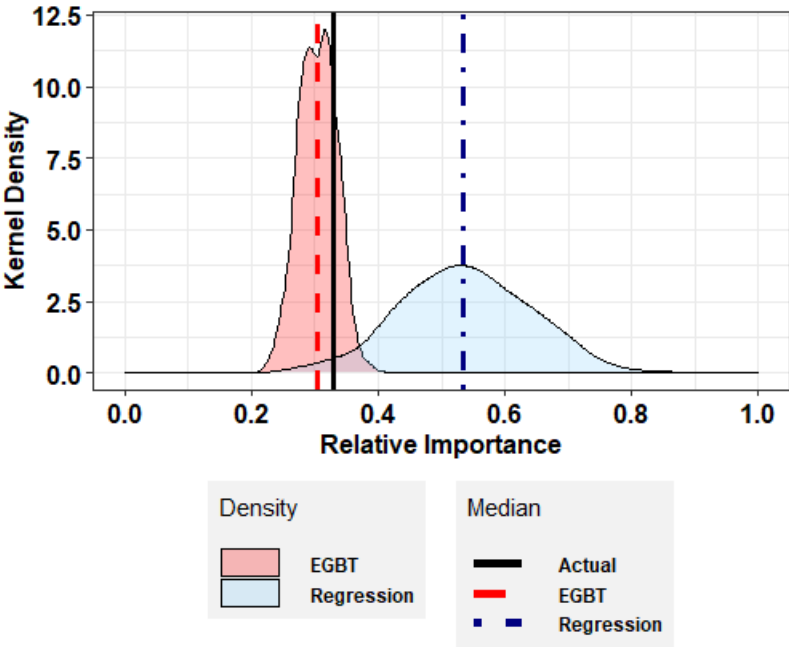 12.5
10.0
7.5
5.0
2.5
0.0
Kernel Density
0.0 0.2 0.4 0.6 0.8 1.0
Relative Importance
Density
EGBT
Regression
Median
Actual
EGBT
Regression